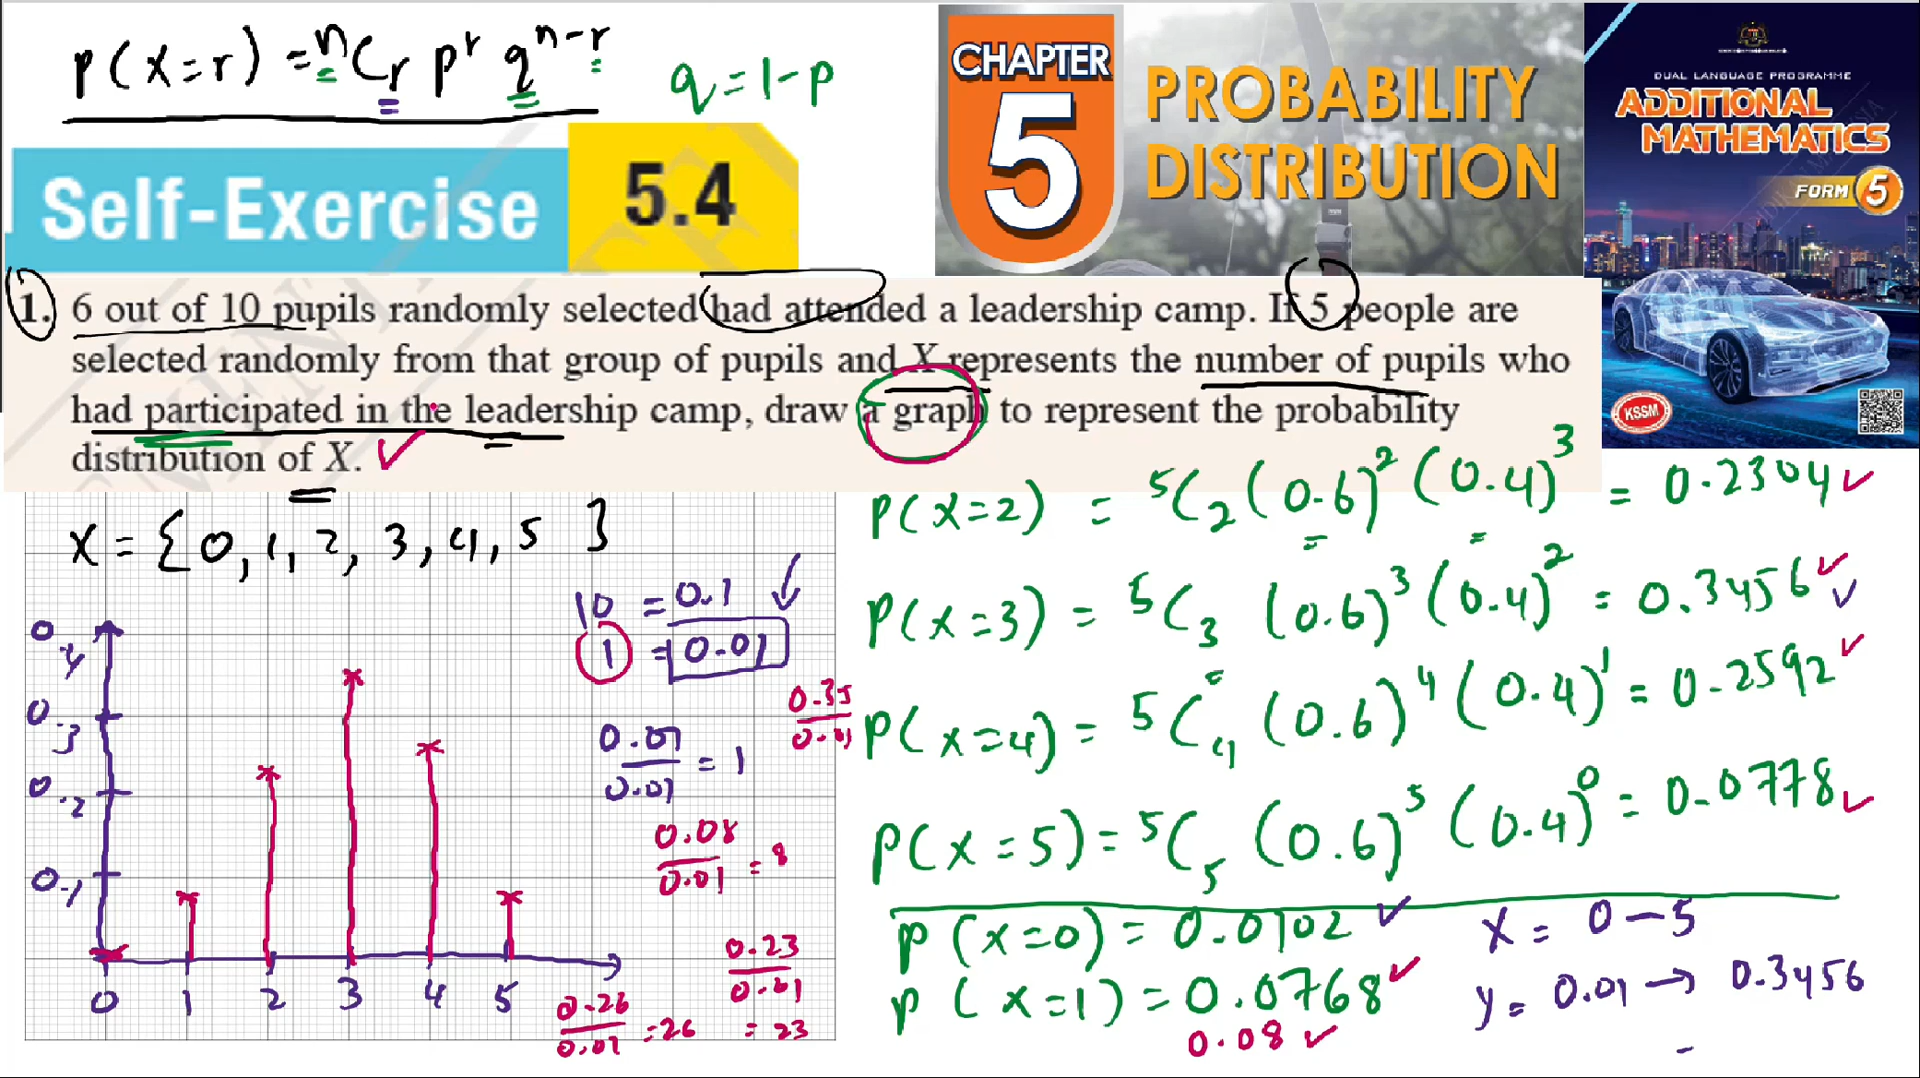 P(X=r) = nCr p^r q^n-r
q = 1-p
CHAPTER
5
PROBABILITY
DISTRIBUTION
DUAL LANGUAGE PROGRAMME
ADDITIONAL
MATHEMATICS
FORM 5
KSSM
Self-Exercise 5.4
1. 6 out of 10 pupils randomly selected had attended a leadership camp. If 5 people are
selected randomly from that group of pupils and X represents the number of pupils who
had participated in the leadership camp, draw a graph to represent the probability
distribution of X.
X = {0, 1, 2, 3, 4, 5 }
10 = 0.1
1 = 0.01
0.01/0.01 = 1
0.08/0.01 = 8
0.35/0.01
0.23/0.01
= 23
0.26/0.01 = 26
0.4
0.3
0.2
0.1
0 1 2 3 4 5
P(X=2) = 5C2 (0.6)^2 (0.4)^3 = 0.2304
P(X=3) = 5C3 (0.6)^3 (0.4)^2 = 0.3456
P(X=4) = 5C4 (0.6)^4 (0.4)^1 = 0.2592
P(X=5) = 5C5 (0.6)^5 (0.4)^0 = 0.0778
P(X=0) = 0.0102
P(X=1) = 0.0768
0.08
X = 0 - 5
y = 0.01 → 0.3456